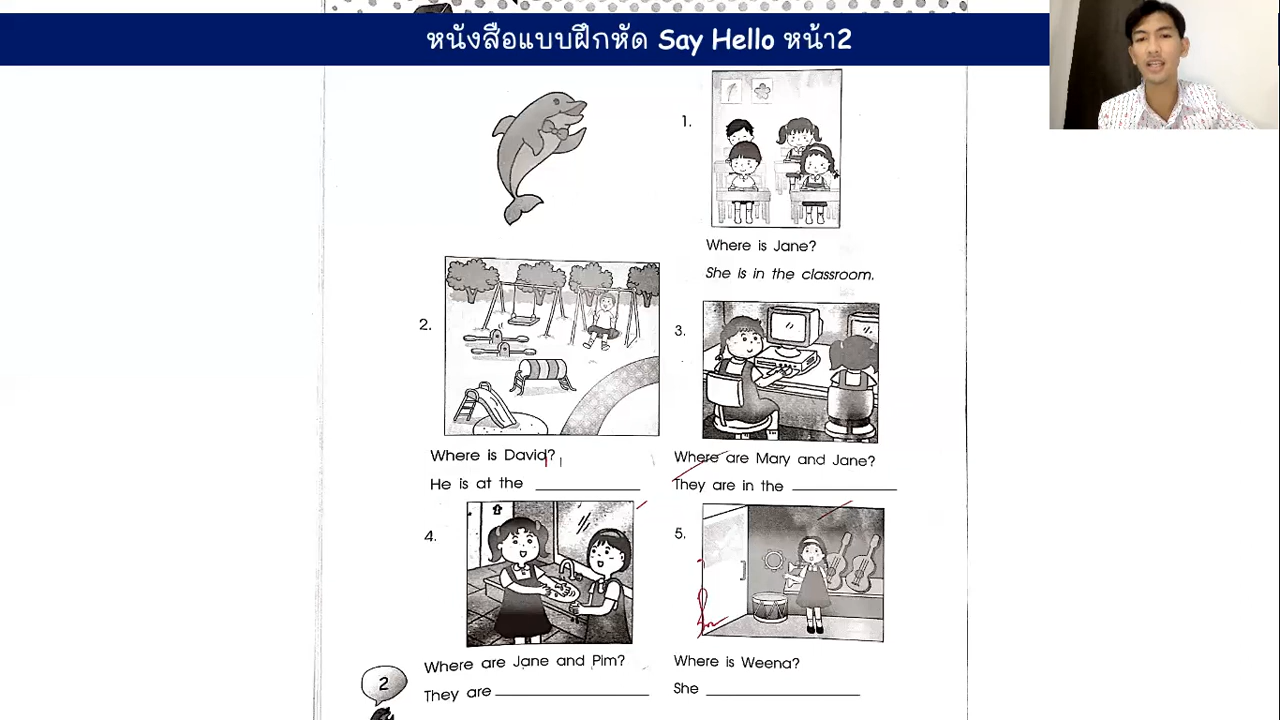 หนังสือแบบฝึกหัด Say Hello หน้า2
1.
Where is Jane?
She is in the classroom.
2.
Where is David?
He is at the
3.
Where are Mary and Jane?
They are in the
4.
Where are Jane and Pim?
They are
5.
Where is Weena?
She
2